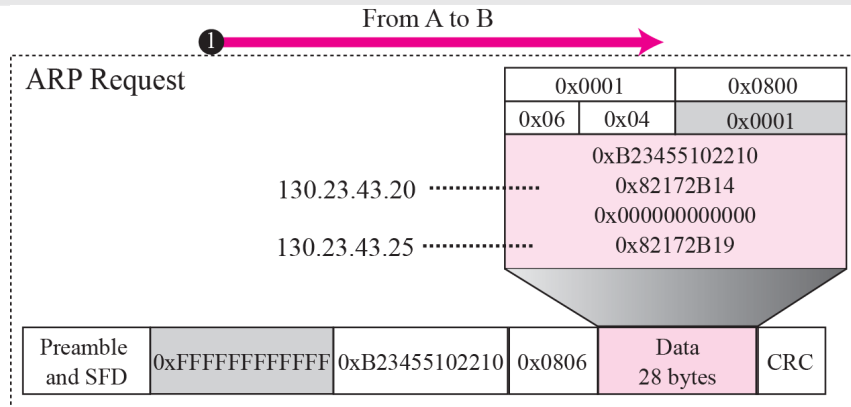 From A to B
1
ARP Request
0x0001 0x0800
0x06 0x04 0x0001
0xB23455102210
130.23.43.20 0x82172B14
0x000000000000
130.23.43.25 0x82172B19
Preamble and SFD 0xFFFFFFFFFFFF 0xB23455102210 0x0806 Data 28 bytes CRC